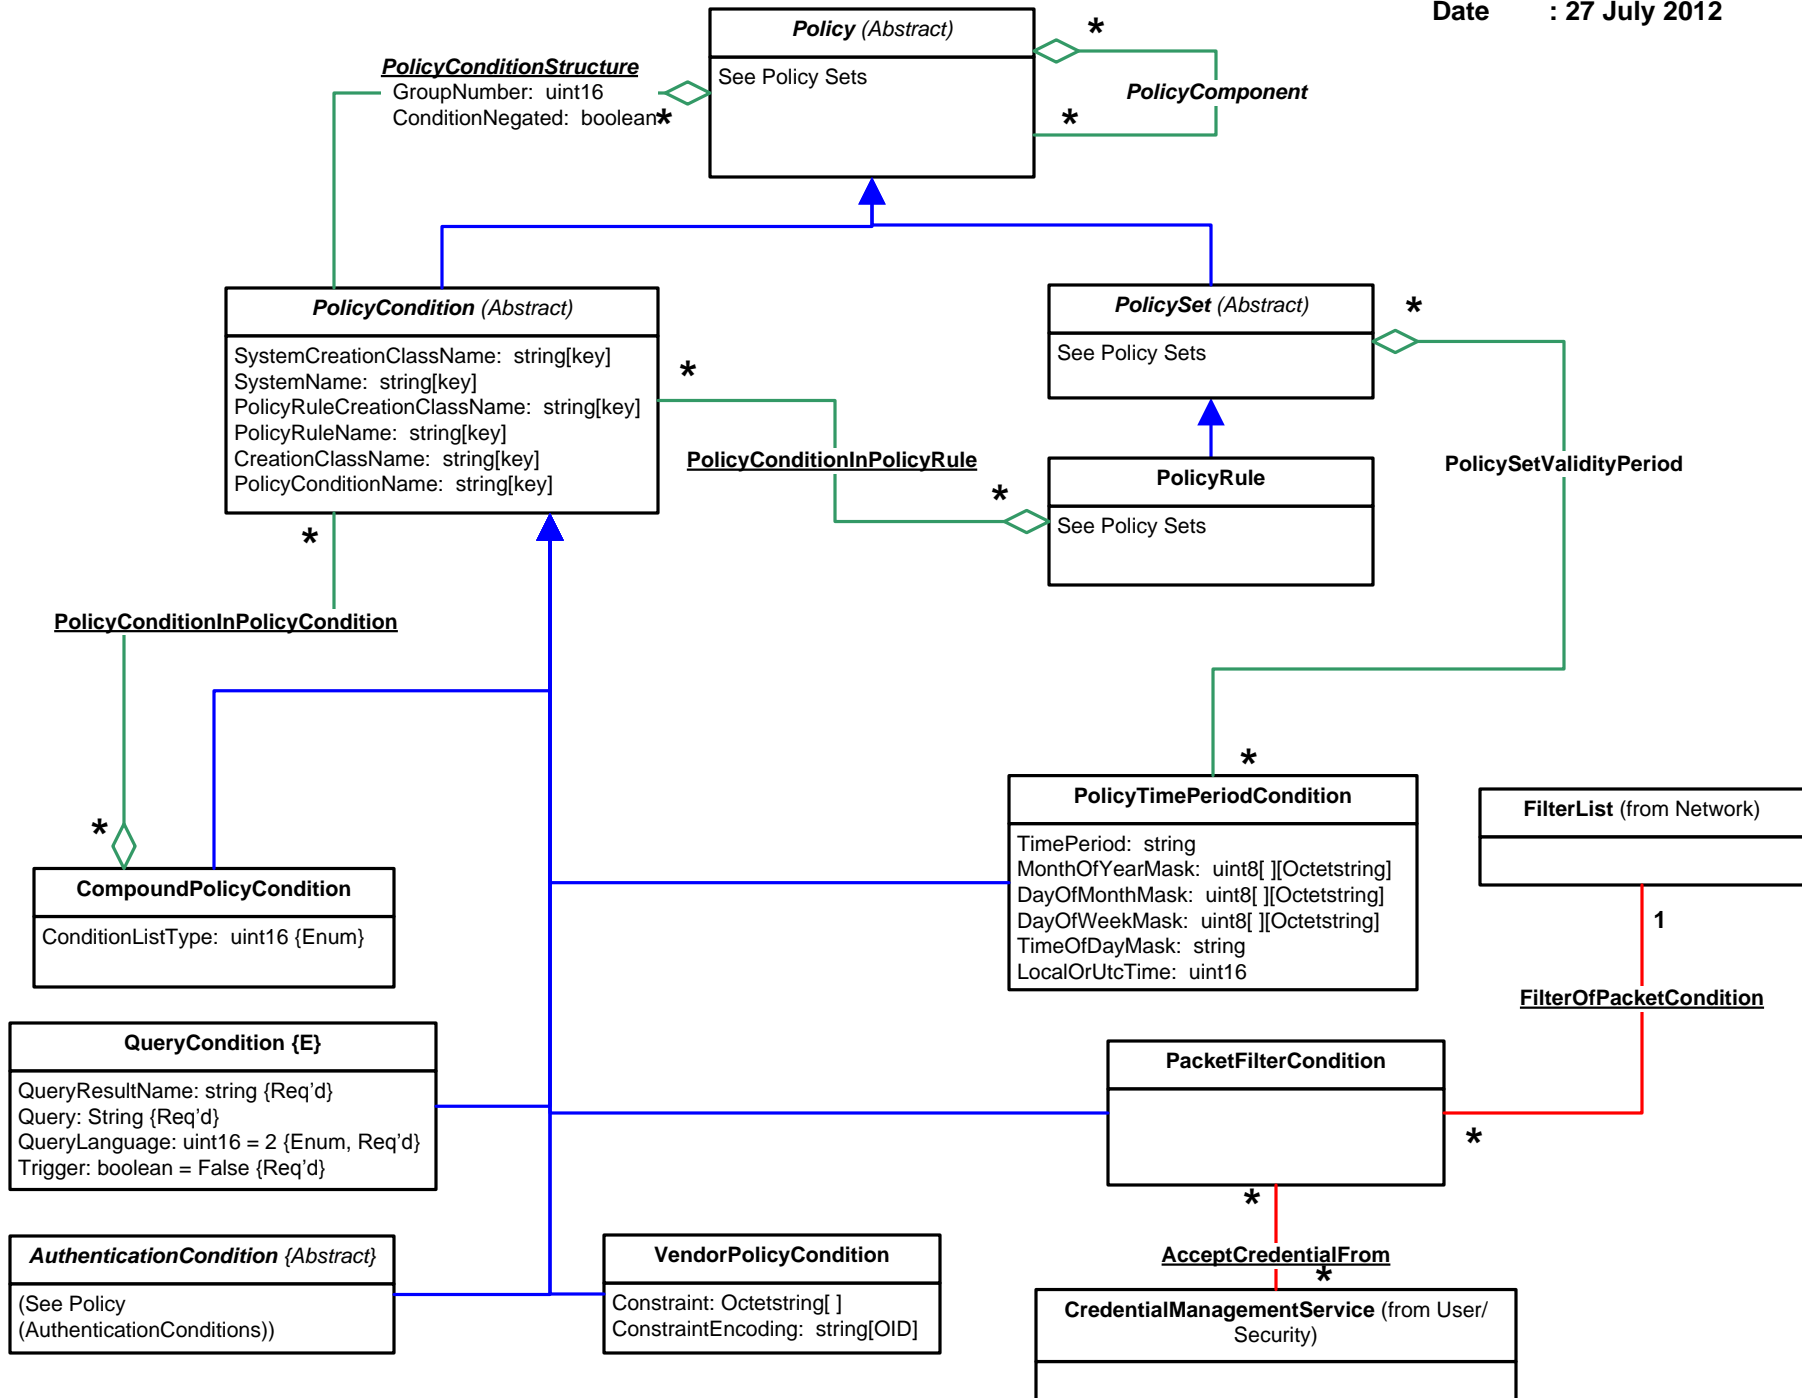 Date : 27 July 2012
Policy (Abstract)
See Policy Sets
*
PolicyComponent
*
PolicyConditionStructure
GroupNumber: uint16
ConditionNegated: boolean
*
PolicyCondition (Abstract)
SystemCreationClassName: string[key]
SystemName: string[key]
PolicyRuleCreationClassName: string[key]
PolicyRuleName: string[key]
CreationClassName: string[key]
PolicyConditionName: string[key]
*
PolicySet (Abstract)
See Policy Sets
*
PolicyConditionInPolicyRule
*
PolicyRule
See Policy Sets
PolicySetValidityPeriod
*
PolicyConditionInPolicyCondition
*
*
PolicyTimePeriodCondition
TimePeriod: string
MonthOfYearMask: uint8[ ][Octetstring]
DayOfMonthMask: uint8[ ][Octetstring]
DayOfWeekMask: uint8[ ][Octetstring]
TimeOfDayMask: string
LocalOrUtcTime: uint16
FilterList (from Network)
1
FilterOfPacketCondition
*
CompoundPolicyCondition
ConditionListType: uint16 {Enum}
QueryCondition {E}
QueryResultName: string {Req'd}
Query: String {Req'd}
QueryLanguage: uint16 = 2 {Enum, Req'd}
Trigger: boolean = False {Req'd}
PacketFilterCondition
*
AcceptCredentialFrom
*
AuthenticationCondition {Abstract}
(See Policy
(AuthenticationConditions))
VendorPolicyCondition
Constraint: Octetstring[ ]
ConstraintEncoding: string[OID]
CredentialManagementService (from User/
Security)